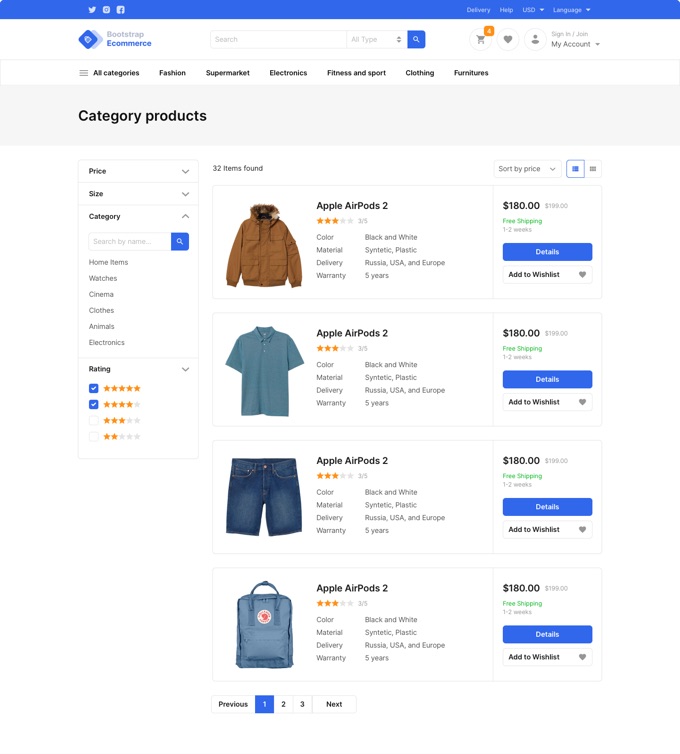 Delivery Help USD Language
Bootstrap
Ecommerce
Search All Type
4
Sign in / Join
My Account
All categories Fashion Supermarket Electronics Fitness and sport Clothing Furnitures
Category products
Price
Size
Category
Search by name...
Home Items
Watches
Cinema
Clothes
Animals
Electronics
Rating
32 Items found
Sort by price
Apple AirPods 2
3/5
Color Black and White
Material Syntetic, Plastic
Delivery Russia, USA, and Europe
Warranty 5 years
$180.00 $199.00
Free Shipping
1-2 weeks
Details
Add to Wishlist
Apple AirPods 2
3/5
Color Black and White
Material Syntetic, Plastic
Delivery Russia, USA, and Europe
Warranty 5 years
$180.00 $199.00
Free Shipping
1-2 weeks
Details
Add to Wishlist
Apple AirPods 2
3/5
Color Black and White
Material Syntetic, Plastic
Delivery Russia, USA, and Europe
Warranty 5 years
$180.00 $199.00
Free Shipping
1-2 weeks
Details
Add to Wishlist
Apple AirPods 2
3/5
Color Black and White
Material Syntetic, Plastic
Delivery Russia, USA, and Europe
Warranty 5 years
$180.00 $199.00
Free Shipping
1-2 weeks
Details
Add to Wishlist
Previous 1 2 3 Next